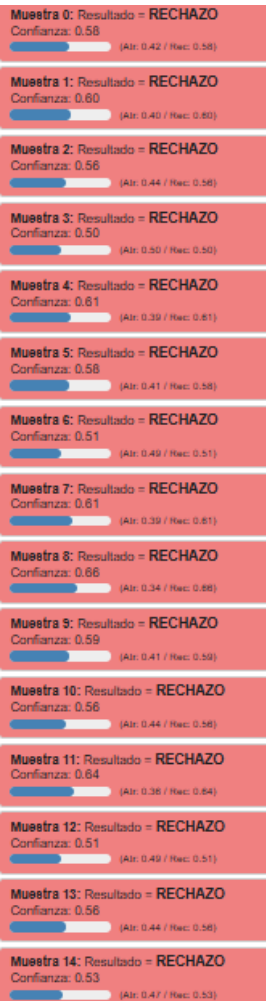 Muestra 0: Resultado = RECHAZO
Confianza: 0.58
(Atr: 0.42 / Rec: 0.58)
Muestra 1: Resultado = RECHAZO
Confianza: 0.60
(Atr: 0.40 / Rec: 0.60)
Muestra 2: Resultado = RECHAZO
Confianza: 0.56
(Atr: 0.44 / Rec: 0.56)
Muestra 3: Resultado = RECHAZO
Confianza: 0.50
(Atr: 0.50 / Rec: 0.50)
Muestra 4: Resultado = RECHAZO
Confianza: 0.61
(Atr: 0.39 / Rec: 0.61)
Muestra 5: Resultado = RECHAZO
Confianza: 0.58
(Atr: 0.41 / Rec: 0.58)
Muestra 6: Resultado = RECHAZO
Confianza: 0.51
(Atr: 0.49 / Rec: 0.51)
Muestra 7: Resultado = RECHAZO
Confianza: 0.61
(Atr: 0.39 / Rec: 0.61)
Muestra 8: Resultado = RECHAZO
Confianza: 0.66
(Atr: 0.34 / Rec: 0.66)
Muestra 9: Resultado = RECHAZO
Confianza: 0.59
(Atr: 0.41 / Rec: 0.59)
Muestra 10: Resultado = RECHAZO
Confianza: 0.56
(Atr: 0.44 / Rec: 0.56)
Muestra 11: Resultado = RECHAZO
Confianza: 0.64
(Atr: 0.36 / Rec: 0.64)
Muestra 12: Resultado = RECHAZO
Confianza: 0.51
(Atr: 0.49 / Rec: 0.51)
Muestra 13: Resultado = RECHAZO
Confianza: 0.56
(Atr: 0.44 / Rec: 0.56)
Muestra 14: Resultado = RECHAZO
Confianza: 0.53
(Atr: 0.47 / Rec: 0.53)